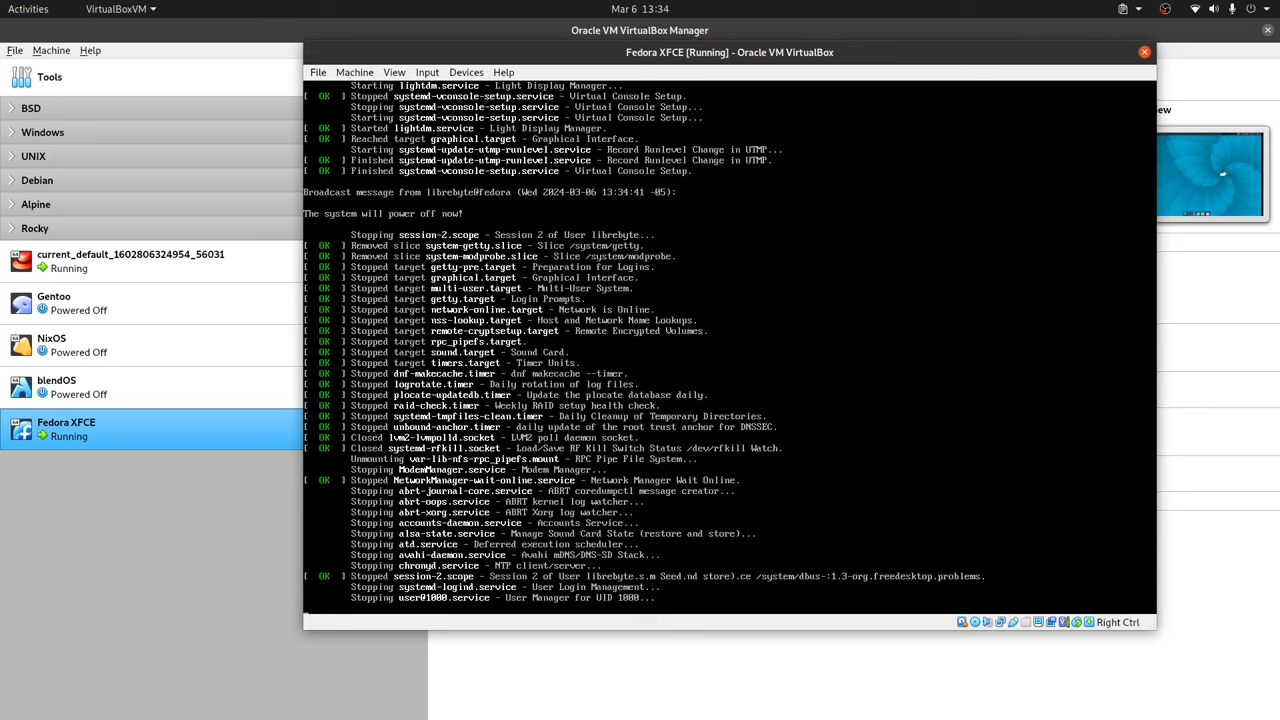 Activities
VirtualBoxVM
Mar 6 13:34
Oracle VM VirtualBox Manager
File Machine Help
Tools
BSD
Windows
UNIX
Debian
Alpine
Rocky
current_default_1602806324954_56031
Running
Gentoo
Powered Off
NixOS
Powered Off
blendOS
Powered Off
Fedora XFCE
Running
Fedora XFCE [Running] - Oracle VM VirtualBox
File Machine View Input Devices Help
Starting lightdm.service - Light Display Manager...
[ OK ] Stopped systemd-vconsole-setup.service - Virtual Console Setup.
Stopping systemd-vconsole-setup.service - Virtual Console Setup...
Starting systemd-vconsole-setup.service - Virtual Console Setup...
[ OK ] Started lightdm.service - Light Display Manager.
[ OK ] Reached target graphical.target - Graphical Interface.
Starting systemd-update-utmp-runlevel.service - Record Runlevel Change in UTMP...
[ OK ] Finished systemd-update-utmp-runlevel.service - Record Runlevel Change in UTMP.
[ OK ] Finished systemd-vconsole-setup.service - Virtual Console Setup.
Broadcast message from librebyte@fedora (Wed 2024-03-06 13:34:41 -05):
The system will power off now!
Stopping session-2.scope - Session 2 of User librebyte...
[ OK ] Removed slice system-getty.slice - Slice /system/getty.
[ OK ] Removed slice system-modprobe.slice - Slice /system/modprobe.
[ OK ] Stopped target getty-pre.target - Preparation for Logins.
[ OK ] Stopped target graphical.target - Graphical Interface.
[ OK ] Stopped target multi-user.target - Multi-User System.
[ OK ] Stopped target getty.target - Login Prompts.
[ OK ] Stopped target network-online.target - Network is Online.
[ OK ] Stopped target nss-lookup.target - Host and Network Name Lookups.
[ OK ] Stopped target remote-cryptsetup.target - Remote Encrypted Volumes.
[ OK ] Stopped target rpc_pipefs.target.
[ OK ] Stopped target sound.target - Sound Card.
[ OK ] Stopped target timers.target - Timer Units.
[ OK ] Stopped dnf-makecache.timer - dnf makecache --timer.
[ OK ] Stopped logrotate.timer - Daily rotation of log files.
[ OK ] Stopped plocate-updatedb.timer - Update the plocate database daily.
[ OK ] Stopped raid-check.timer - Weekly RAID setup health check.
[ OK ] Stopped systemd-tmpfiles-clean.timer - Daily Cleanup of Temporary Directories.
[ OK ] Stopped unbound-anchor.timer - daily update of the root trust anchor for DNSSEC.
[ OK ] Closed lvm2-lvmpolld.socket - LVM2 poll daemon socket.
[ OK ] Closed systemd-rfkill.socket - Load/Save RF Kill Switch Status /dev/rfkill Watch.
Unmounting var-lib-nfs-rpc_pipefs.mount - RPC Pipe File System...
Stopping ModemManager.service - Modem Manager...
[ OK ] Stopped NetworkManager-wait-online.service - Network Manager Wait Online.
Stopping abrt-journal-core.service - ABRT coredumpctl message creator...
Stopping abrt-oops.service - ABRT kernel log watcher...
Stopping abrt-xorg.service - ABRT Xorg log watcher...
Stopping accounts-daemon.service - Accounts Service...
Stopping alsa-state.service - Manage Sound Card State (restore and store)...
Stopping atd.service - Deferred execution scheduler...
Stopping avahi-daemon.service - Avahi mDNS/DNS-SD Stack...
Stopping chronyd.service - NTP client/server...
[ OK ] Stopped session-2.scope - Session 2 of User librebyte.s.m Seed.nd store).ce /system/dbus-:1.3-org.freedesktop.problems.
Stopping systemd-logind.service - User Login Management...
Stopping user@1000.service - User Manager for UID 1000...
Right Ctrl